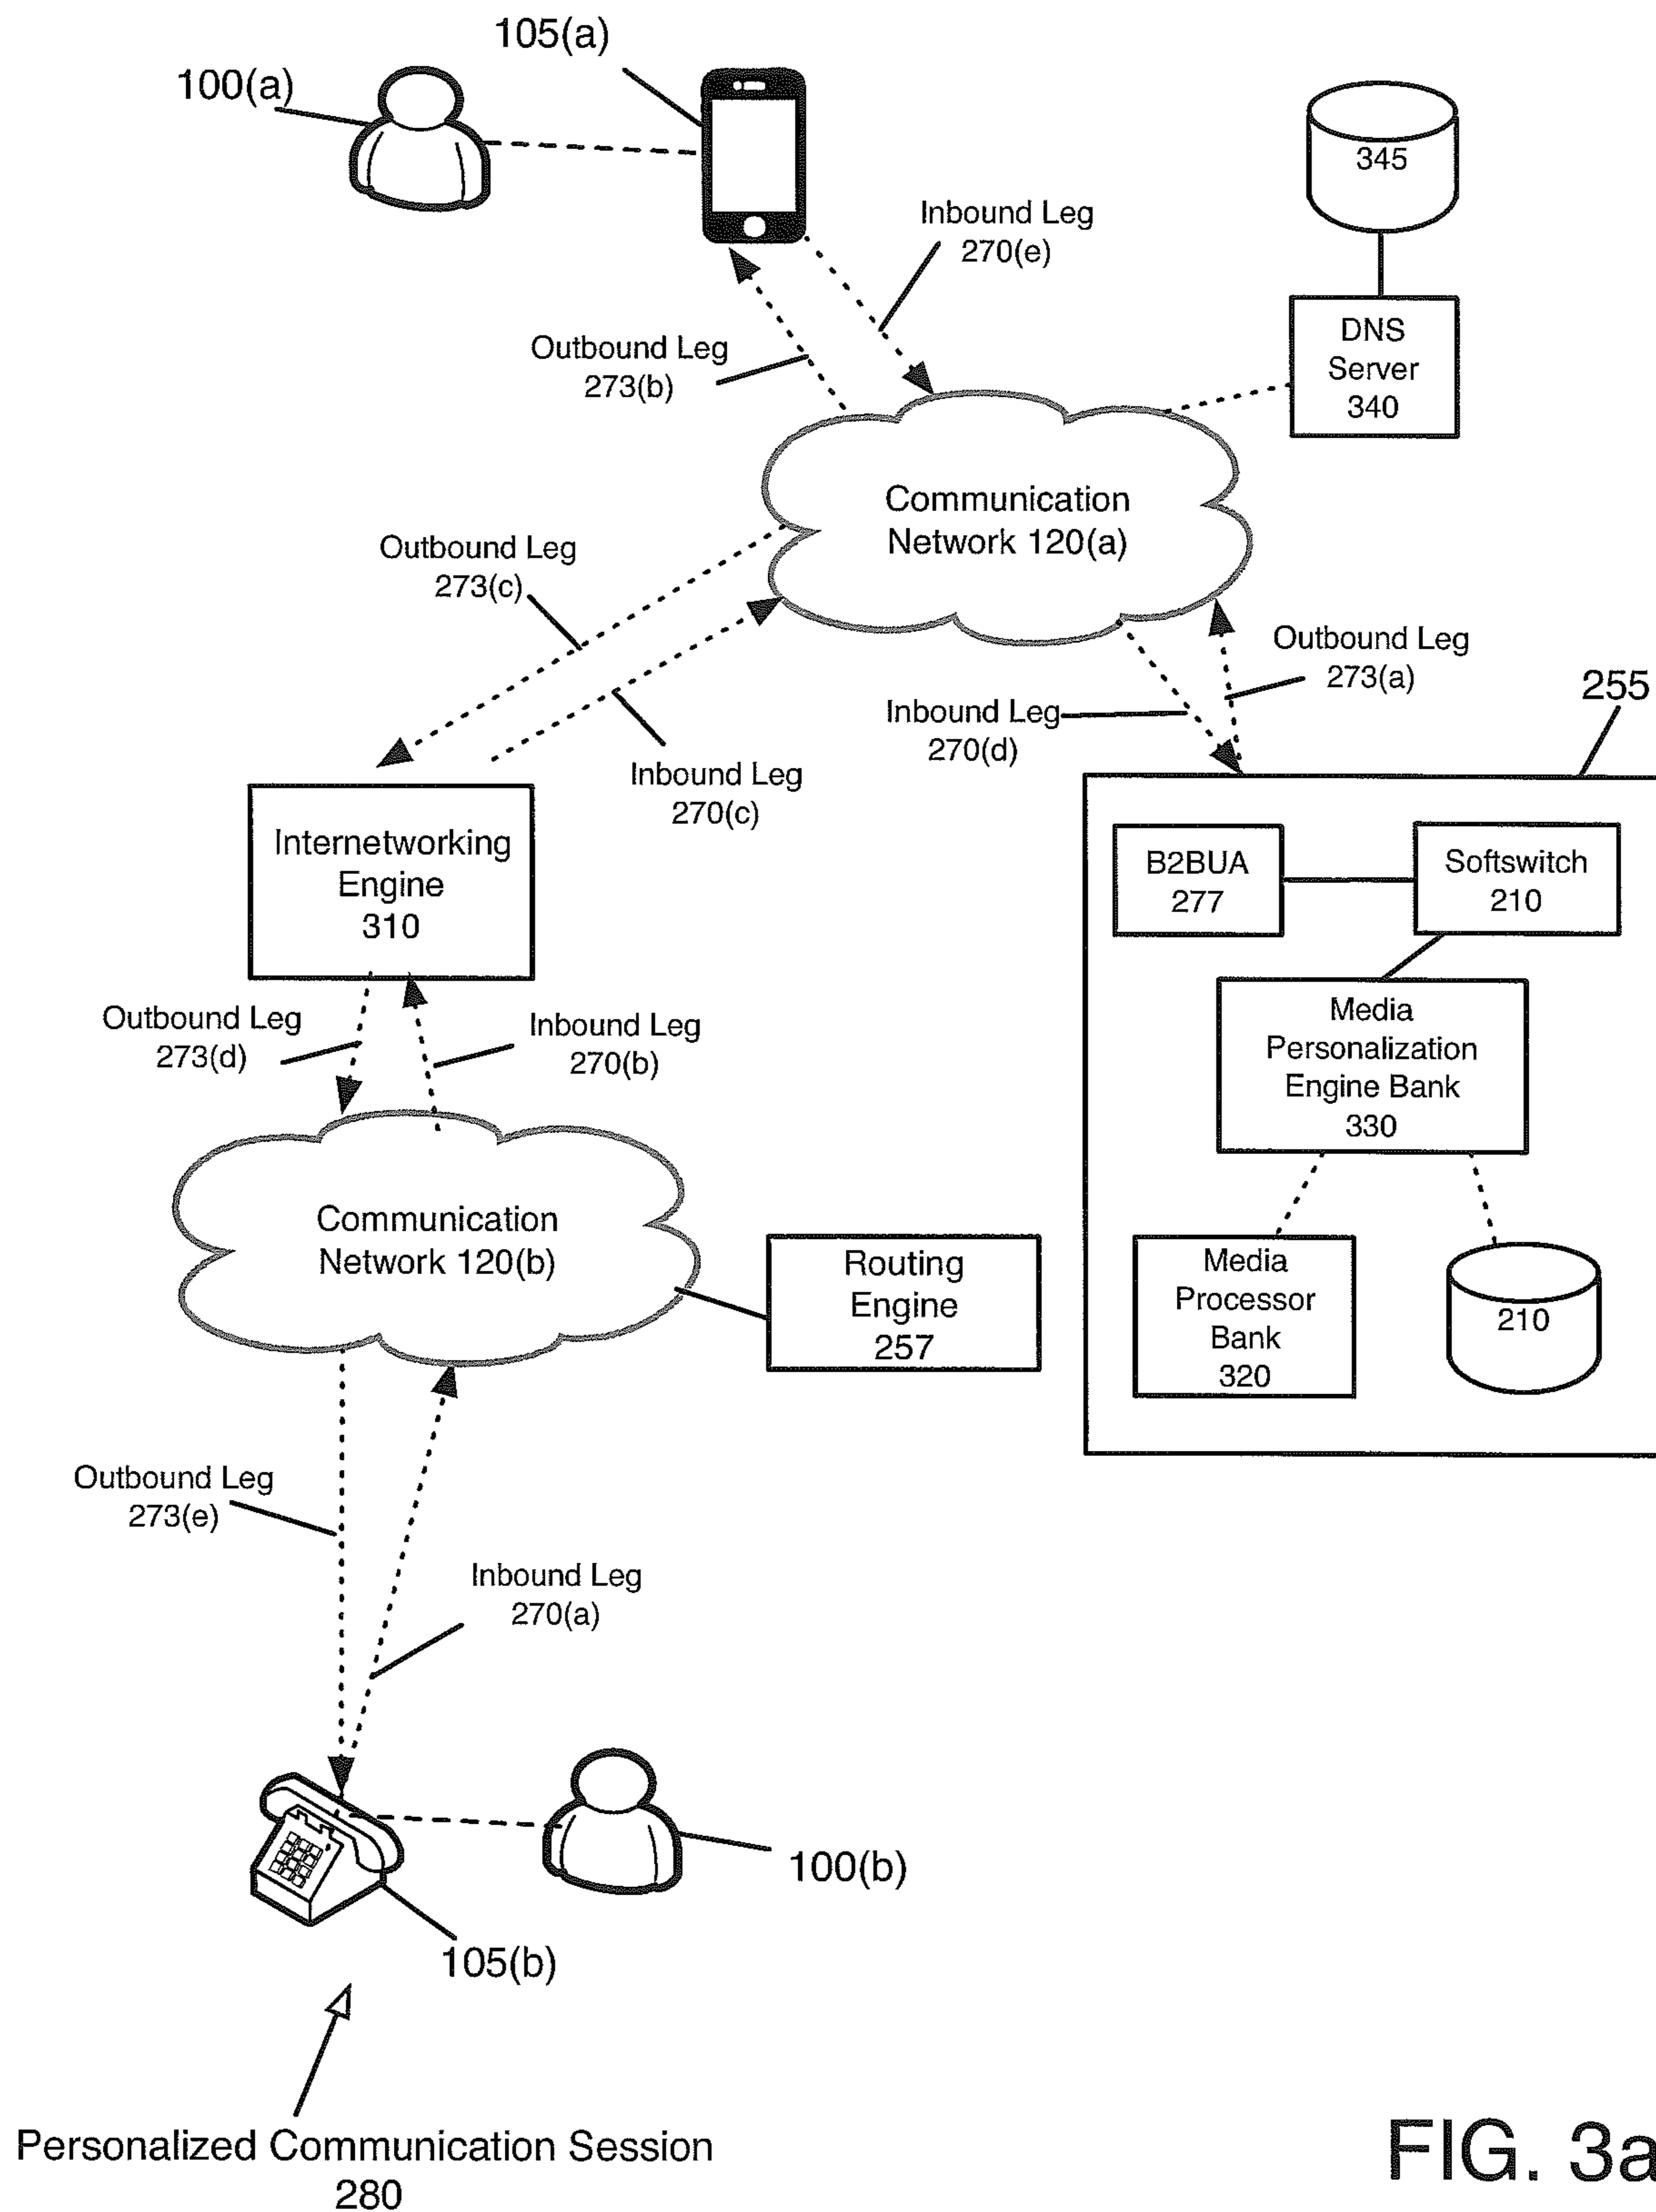 105(a)
100(a)
345
Inbound Leg
270(e)
DNS
Server
340
Outbound Leg
273(b)
Communication
Network 120(a)
Outbound Leg
273(c)
Outbound Leg
273(a)
255
Inbound Leg
270(d)
Inbound Leg
270(c)
Internetworking
Engine
310
B2BUA
277
Softswitch
210
Outbound Leg
273(d)
Inbound Leg
270(b)
Media
Personalization
Engine Bank
330
Communication
Network 120(b)
Routing
Engine
257
Media
Processor
Bank
320
210
Outbound Leg
273(e)
Inbound Leg
270(a)
100(b)
105(b)
Personalized Communication Session
280
FIG. 3a